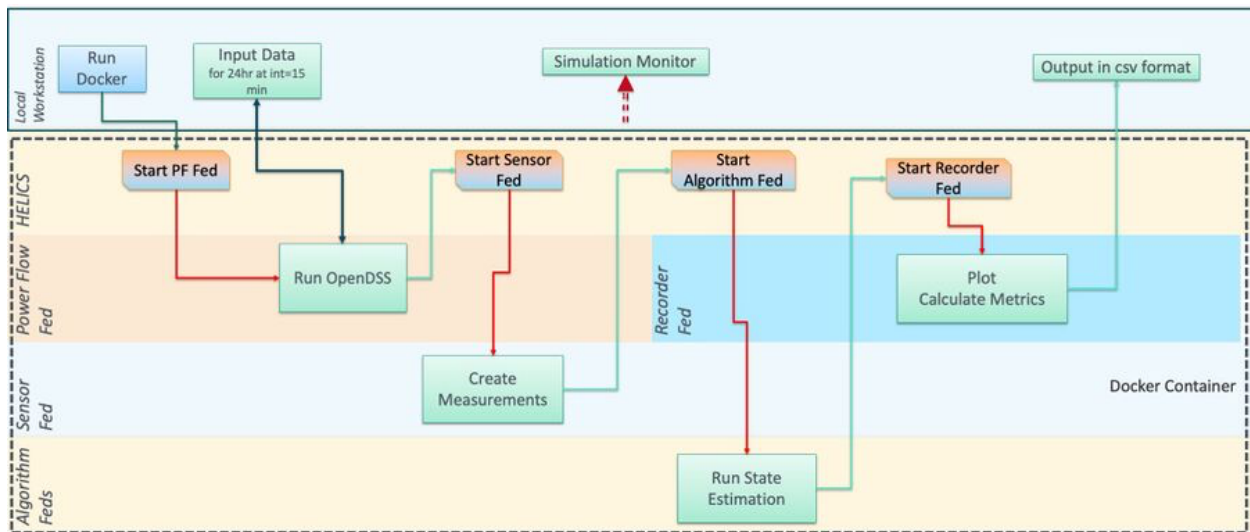 Local
Workstation
Run
Docker
Input Data
for 24hr at int=15
min
Simulation Monitor
Output in csv format
HELICS
Start PF Fed
Start Sensor
Fed
Start
Algorithm Fed
Start Recorder
Fed
Power Flow
Fed
Run OpenDSS
Recorder
Fed
Plot
Calculate Metrics
Sensor
Fed
Create
Measurements
Docker Container
Algorithm
Feds
Run State
Estimation